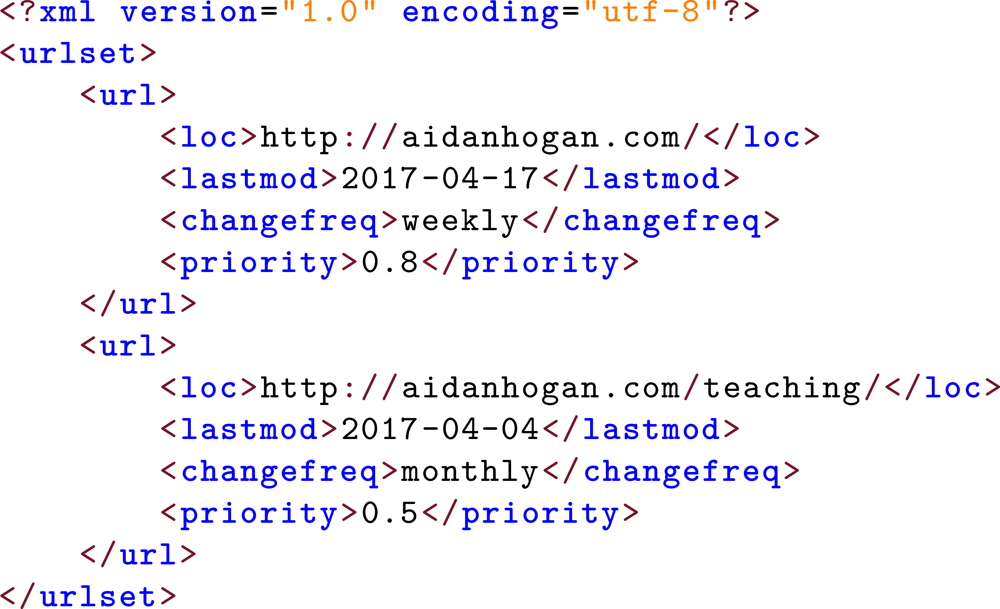 <?xml version="1.0" encoding="utf-8"?>
<urlset>
    <url>
        <loc>http://aidanhogan.com/</loc>
        <lastmod>2017-04-17</lastmod>
        <changefreq>weekly</changefreq>
        <priority>0.8</priority>
    </url>
    <url>
        <loc>http://aidanhogan.com/teaching/</loc>
        <lastmod>2017-04-04</lastmod>
        <changefreq>monthly</changefreq>
        <priority>0.5</priority>
    </url>
</urlset>